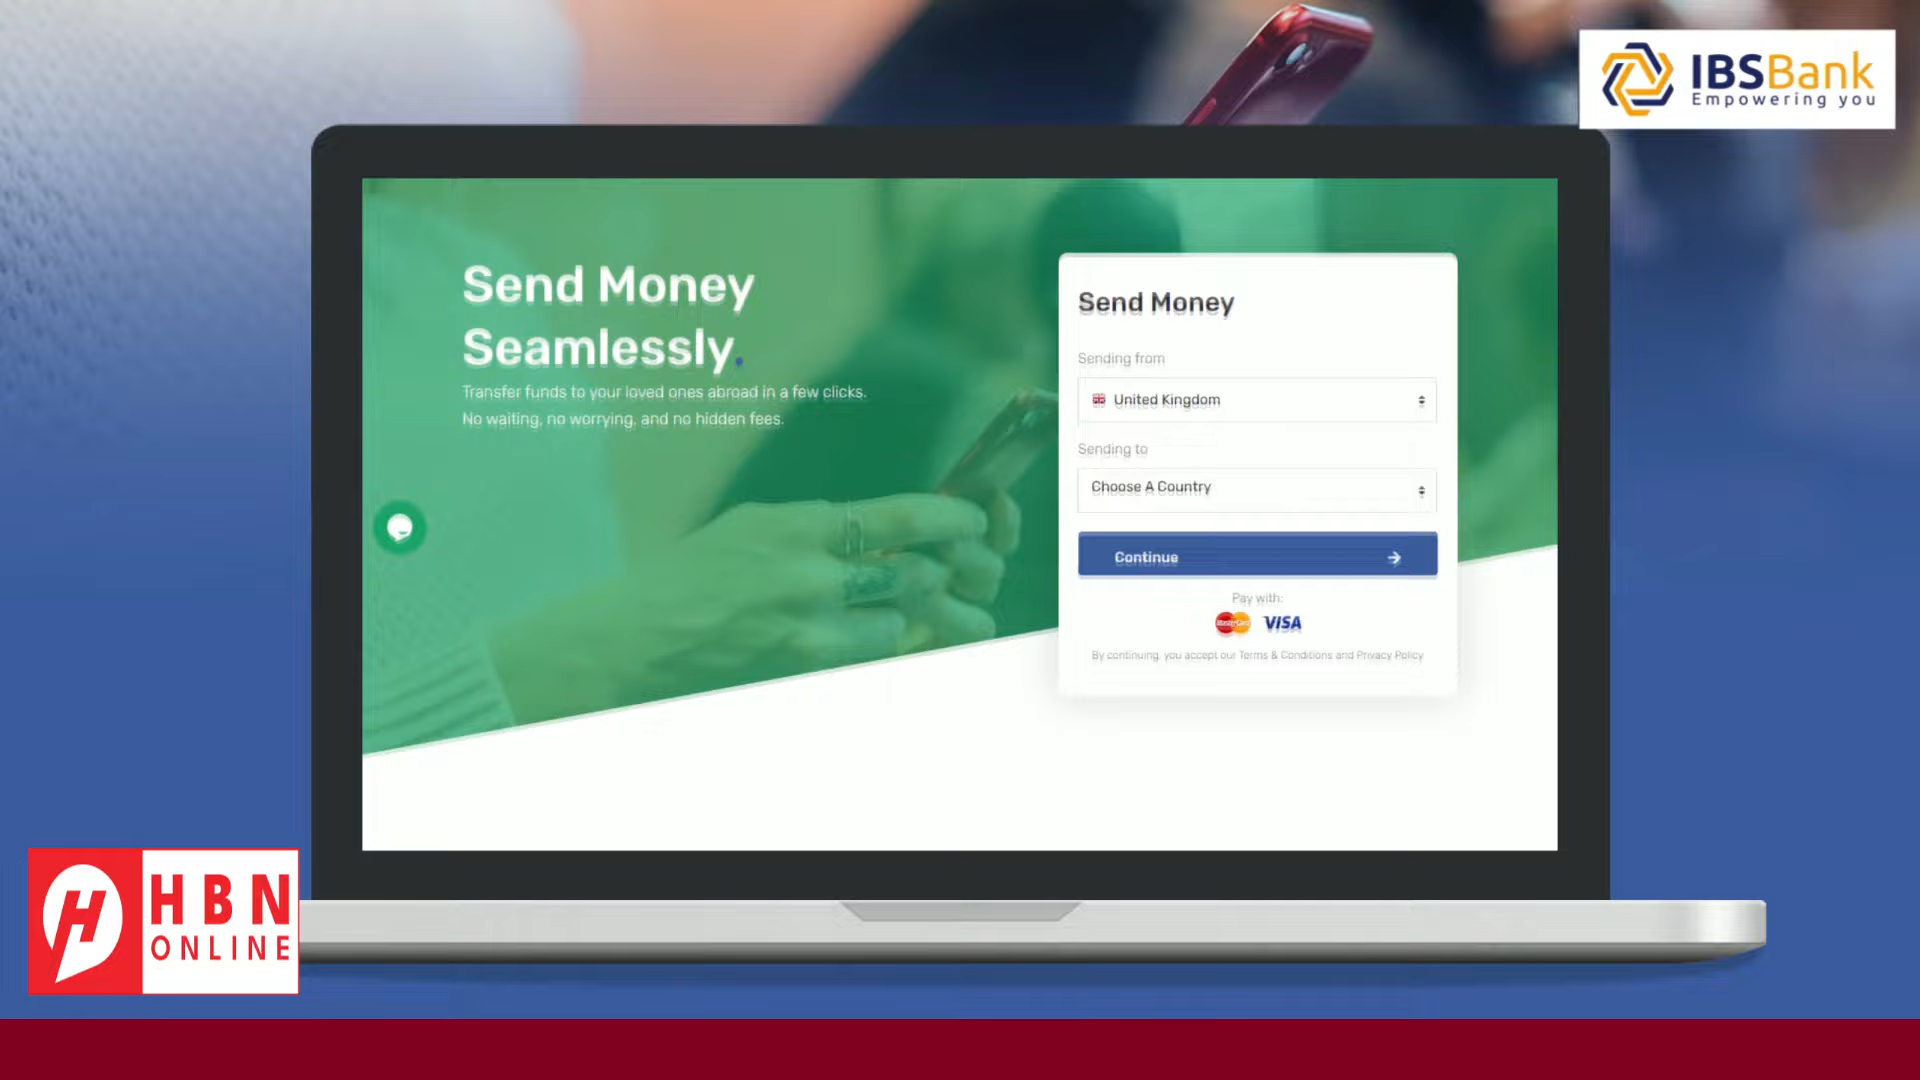 IBSBank
Empowering you
Send Money
Seamlessly.
Transfer funds to your loved ones abroad in a few clicks.
No waiting, no worrying, and no hidden fees.
Send Money
Sending from
United Kingdom
Sending to
Choose A Country
Continue
Pay with:
MasterCard VISA
By continuing, you accept our Terms & Conditions and Privacy Policy
H HBN
ONLINE